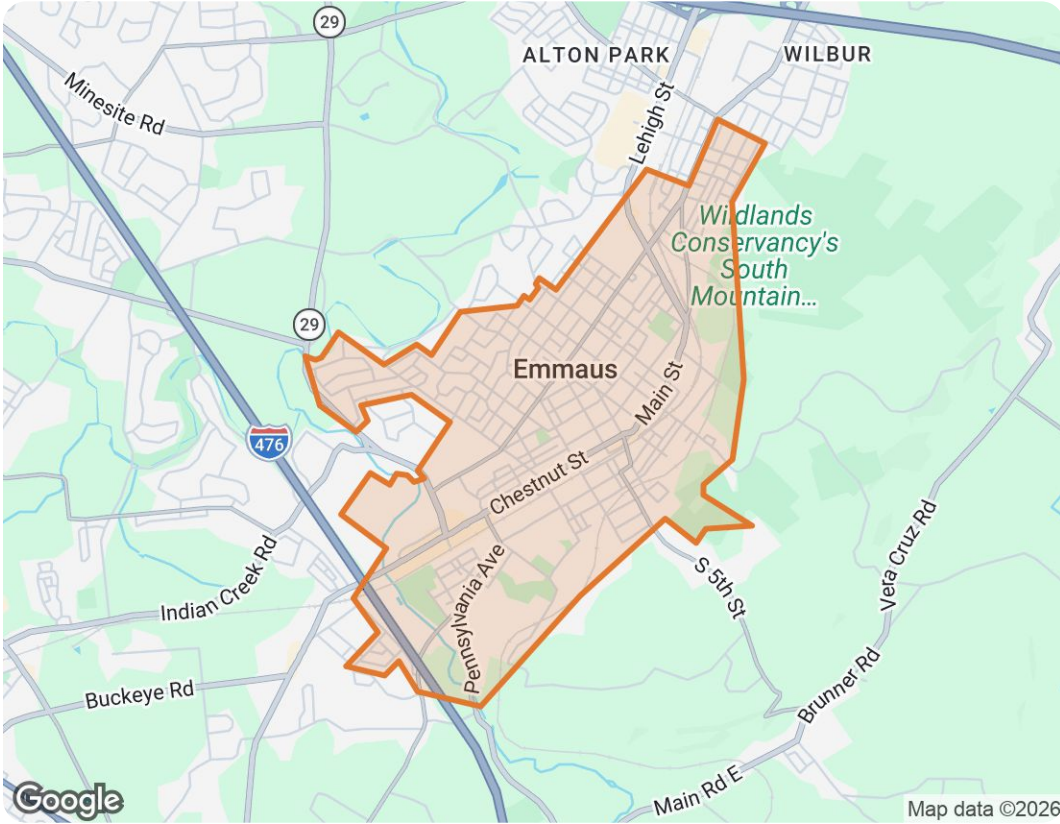 29
ALTON PARK
WILBUR
Minesite Rd
Lehigh St
Wildlands
Conservancy's
South
Mountain...
29
Emmaus
Main St
476
Chestnut St
Indian Creek Rd
Pennsylvania Ave
S 5th St
Vera Cruz Rd
Buckeye Rd
Brunner Rd
Main Rd E
Google
Map data ©2026